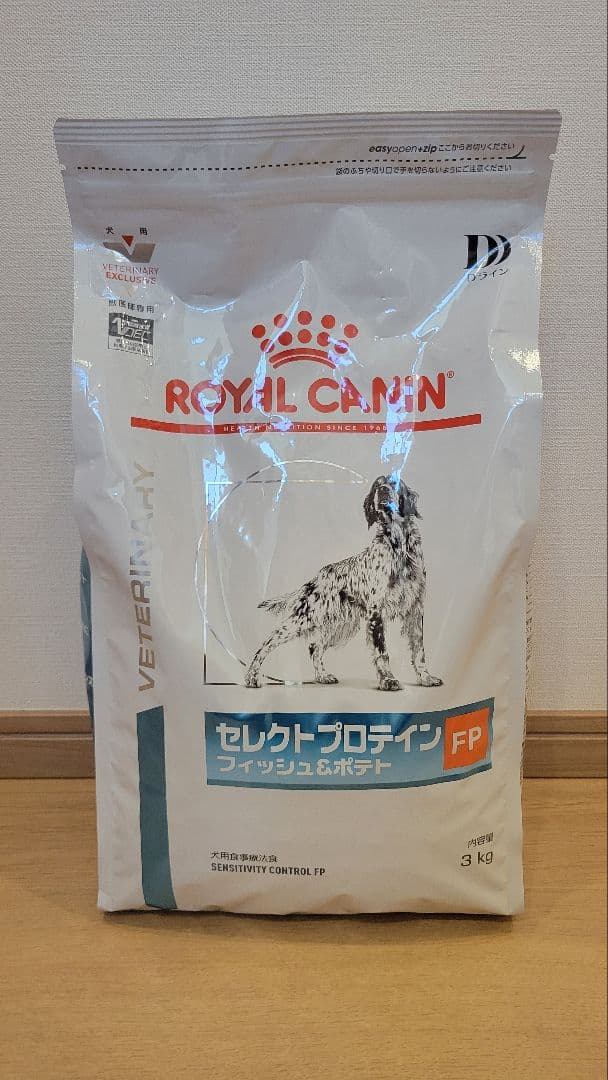 easyopen+zip ここからお切りください
袋のふちや切り口で手を切らないようにご注意ください
犬 用
VETERINARY
EXCLUSIVE
獣医師専用
D
Dライン
ROYAL CANIN®
HEALTH NUTRITION SINCE 1968
VETERINARY
セレクトプロテイン
フィッシュ&ポテト
FP
犬用食事療法食
SENSITIVITY CONTROL FP
内容量
3 kg